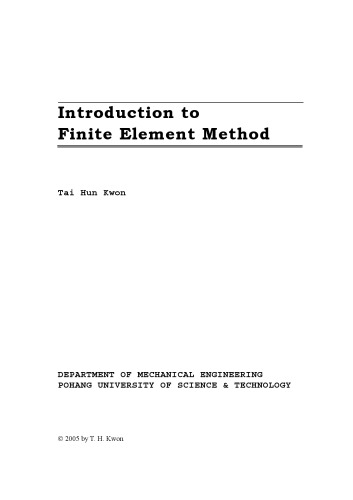 Introduction to
Finite Element Method
Tai Hun Kwon
DEPARTMENT OF MECHANICAL ENGINEERING
POHANG UNIVERSITY OF SCIENCE & TECHNOLOGY
© 2005 by T. H. Kwon